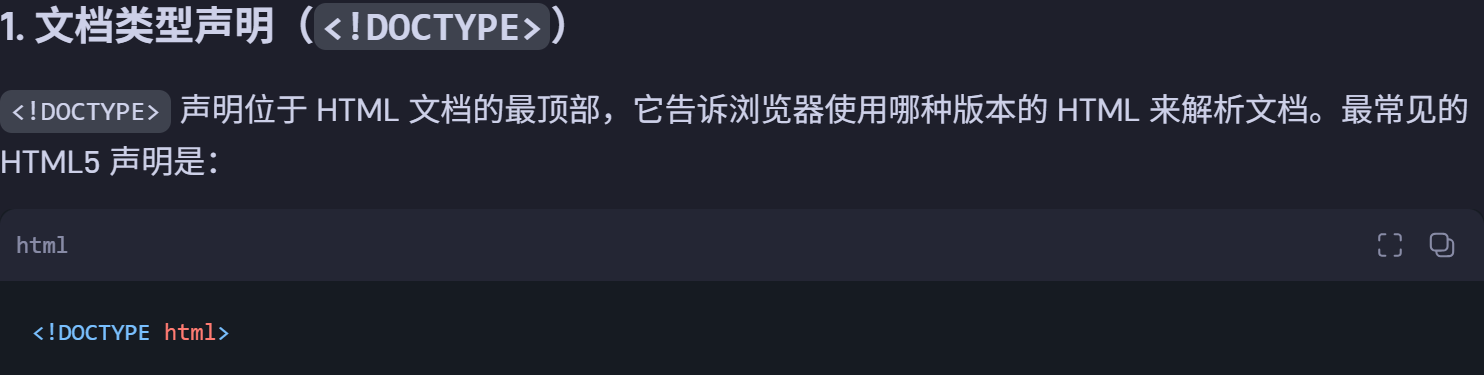 1. 文档类型声明（<!DOCTYPE>）
<!DOCTYPE> 声明位于 HTML 文档的最顶部，它告诉浏览器使用哪种版本的 HTML 来解析文档。最常见的
HTML5 声明是：
html
<!DOCTYPE html>